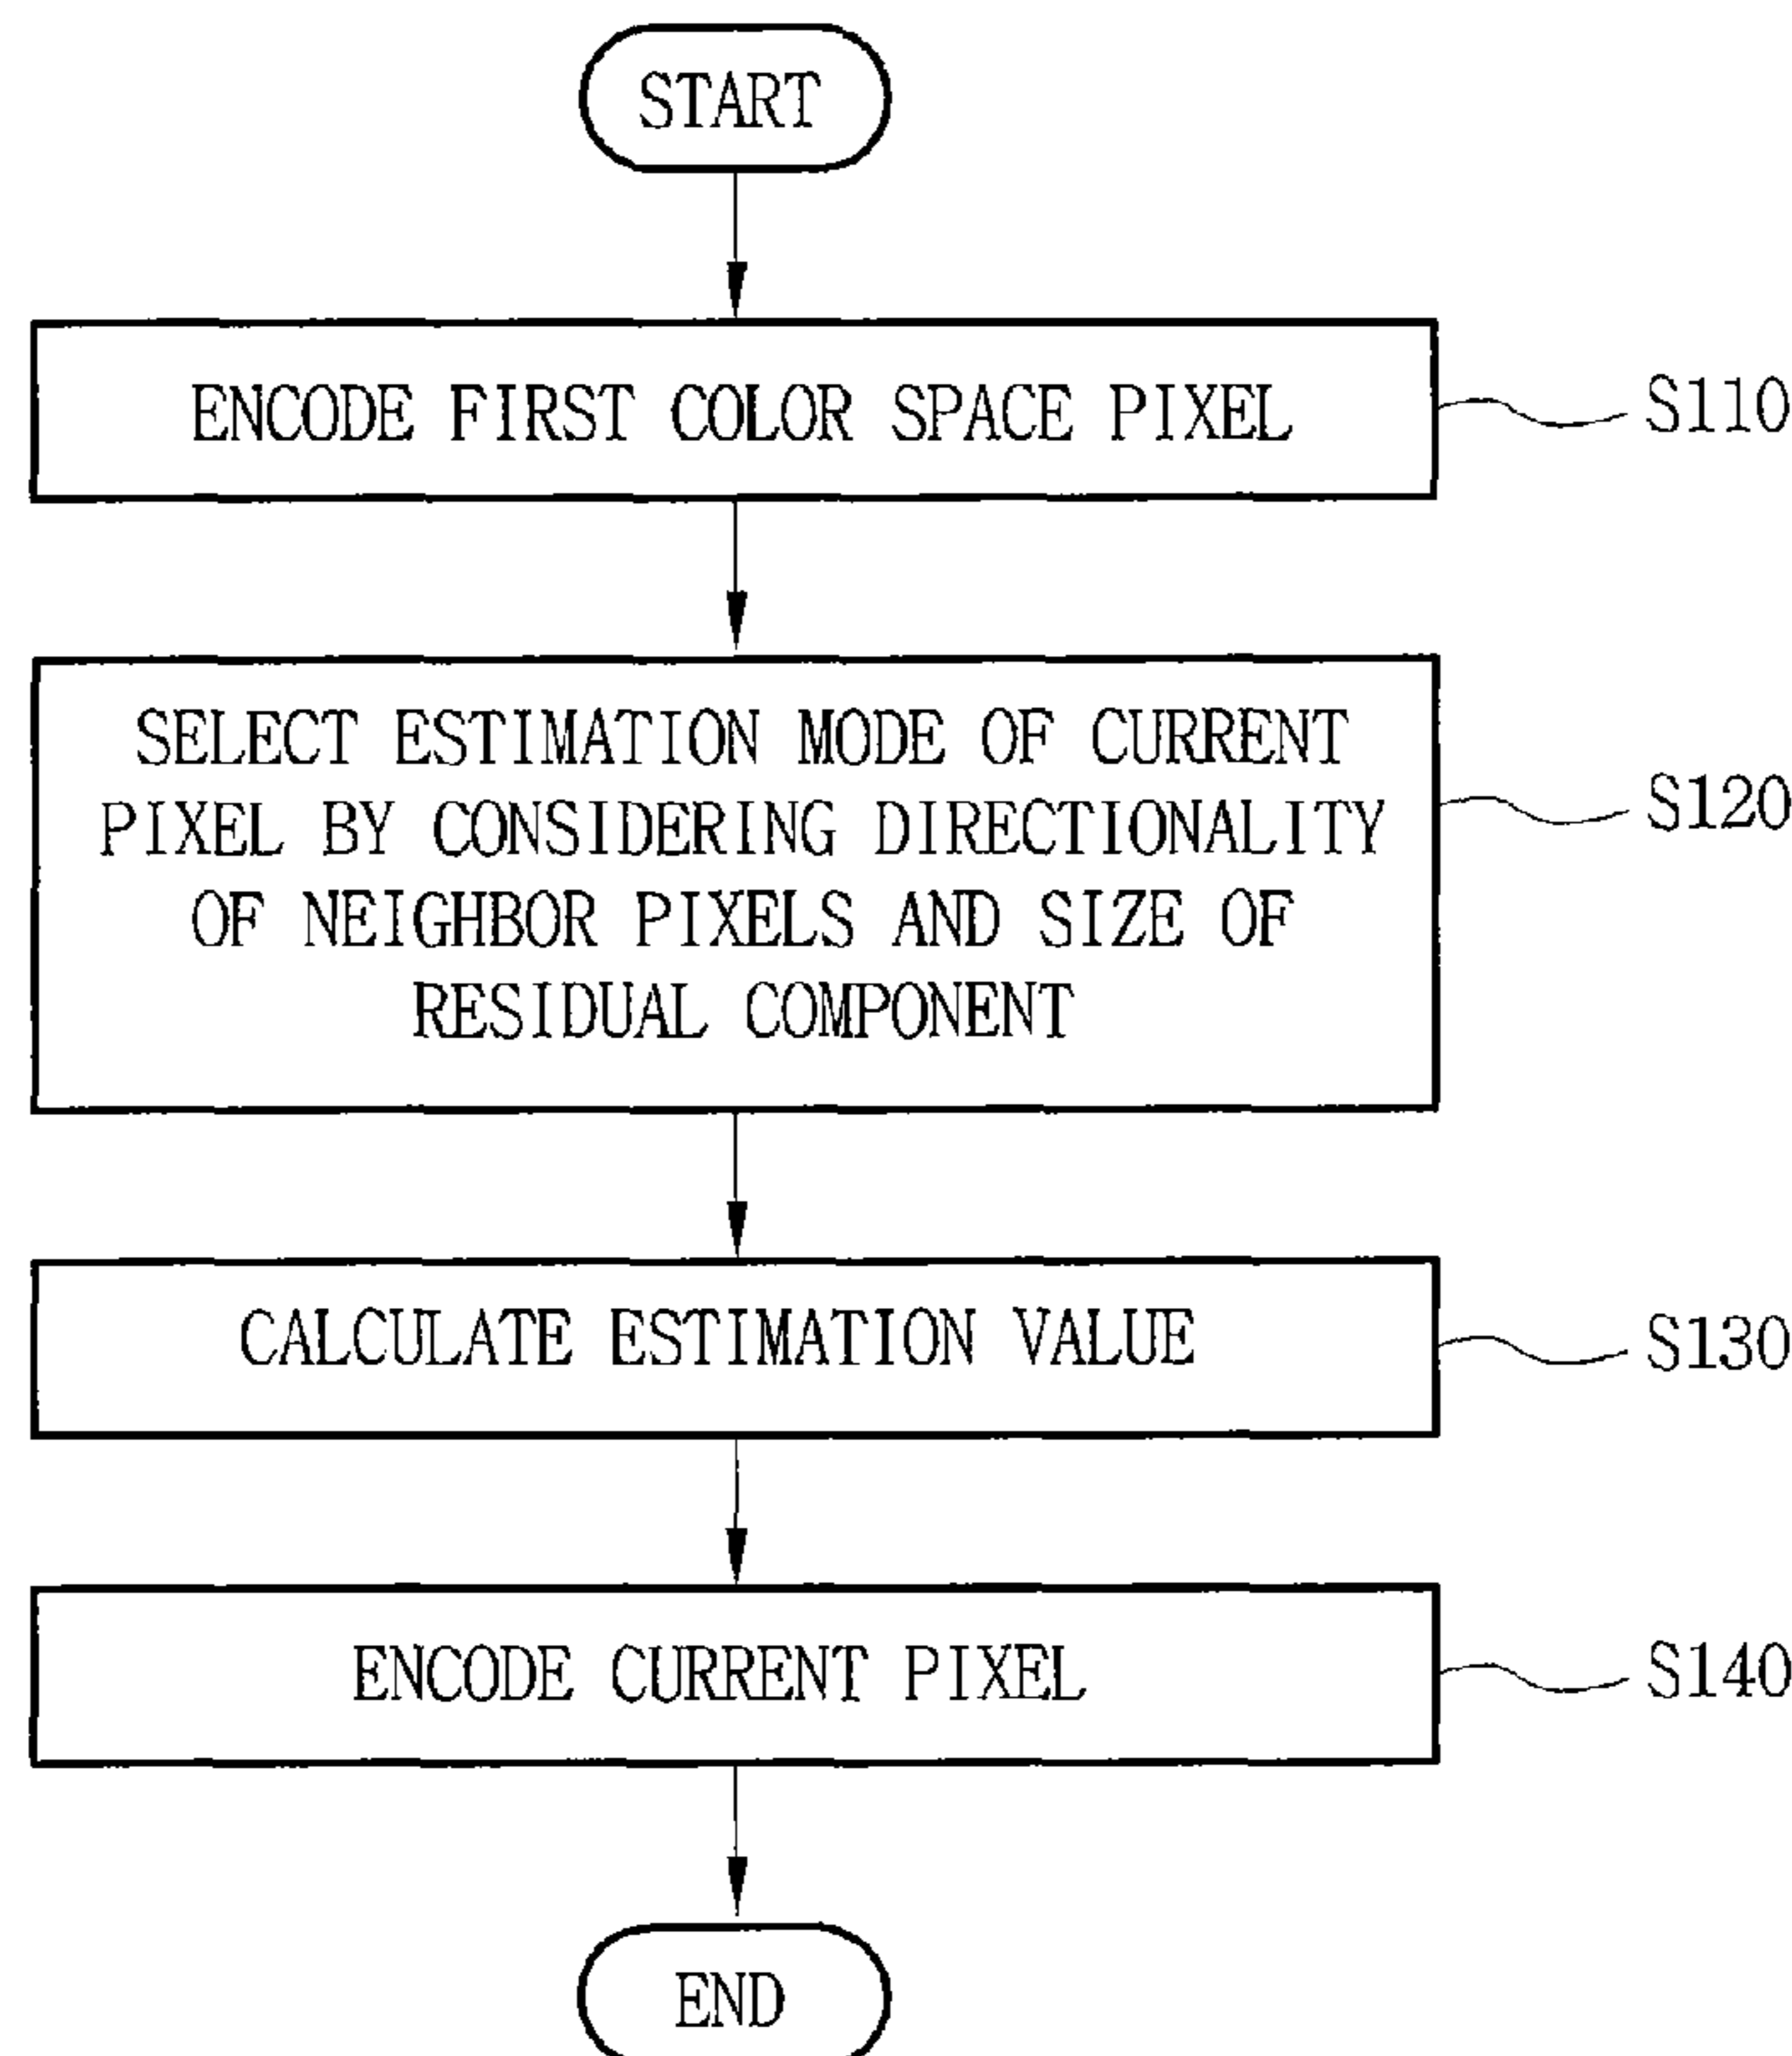 START
ENCODE FIRST COLOR SPACE PIXEL
S110
SELECT ESTIMATION MODE OF CURRENT
PIXEL BY CONSIDERING DIRECTIONALITY
OF NEIGHBOR PIXELS AND SIZE OF
RESIDUAL COMPONENT
S120
CALCULATE ESTIMATION VALUE
S130
ENCODE CURRENT PIXEL
S140
END